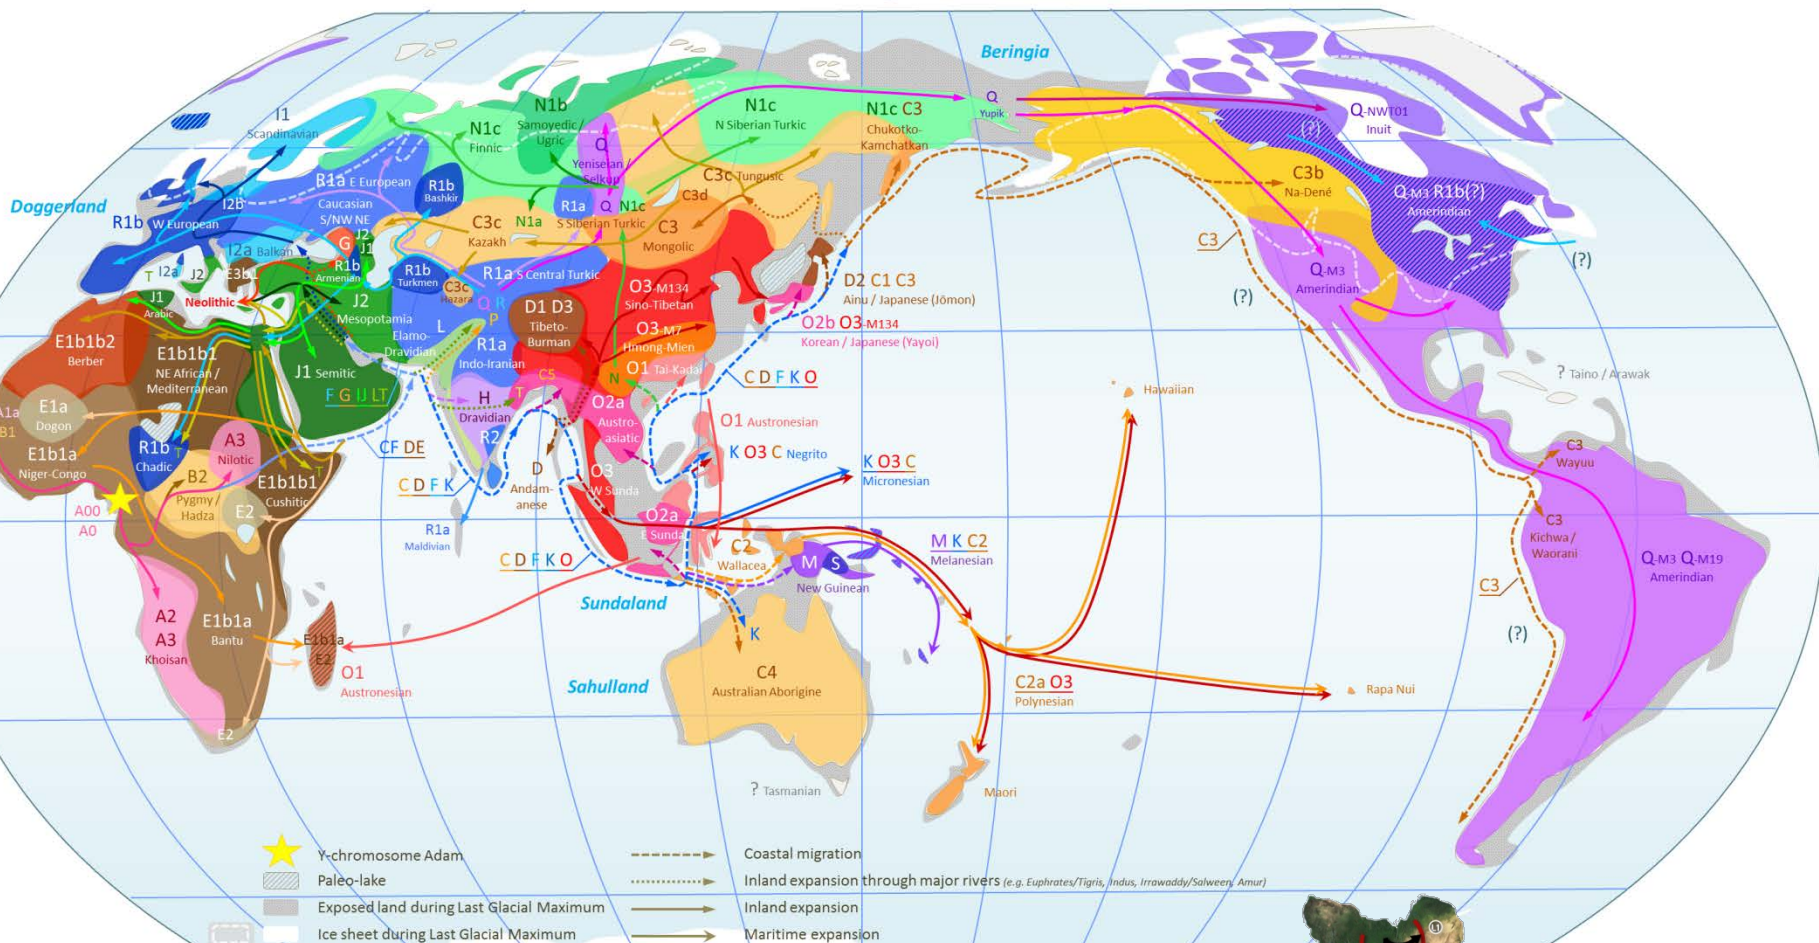 Beringia
I1
Scandinavian
N1c
Finnic
N1b
Samoyedic /
Ugric
N1c
N Siberian Turkic
N1c C3
Chukotko-
Kamchatkan
Q
Yupik
Q-NWT01
Inuit
(?)
Q
Yeniseian /
Selkup
C3c Tungusic
C3d
C3b
Na-Dené
Q-M3 R1b(?)
Amerindian
Doggerland
R1b W European
I2b
R1a E European
Caucasian
S/NW NE
R1b
Bashkir
R1a
Q N1c
S Siberian Turkic
N1a
C3c
Kazakh
C3
Mongolic
C3
(?)
I2a Balkan
G
J2
J1
R1b
Armenian
T
I2a
J2
E3b1
R1b
Turkmen
C3c
Hazara
R1a S Central Turkic
Q R
P
D1 D3
Tibeto-
Burman
O3-M134
Sino-Tibetan
D2 C1 C3
Ainu / Japanese (Jōmon)
Q-M3
Amerindian
(?)
Neolithic
J1
Arabic
J2
Mesopotamia
L
Elamo-
Dravidian
R1a
Indo-Iranian
O3-M7
Hmong-Mien
O2b O3-M134
Korean / Japanese (Yayoi)
E1b1b2
Berber
E1b1b1
NE African /
Mediterranean
J1 Semitic
F G IJ LT
C5
T
N
O1 Tai-Kadai
C D F K O
Hawaiian
? Taino / Arawak
A1a
B1
E1a
Dogon
H
Dravidian
R2
O2a
Austro-
asiatic
O1 Austronesian
E1b1a
Niger-Congo
R1b
Chadic
T
A3
Nilotic
CF DE
K O3 C Negrito
K O3 C
Micronesian
C3
Wayuu
B2
Pygmy /
Hadza
E1b1b1
Cushitic
T
E2
C D F K
D
Andam-
anese
O3
W Sunda
A00
A0
R1a
Maldivian
O2a
E Sunda
C3
Kichwa /
Waorani
C D F K O
C2
Wallacea
M S
New Guinean
M K C2
Melanesian
Q-M3 Q-M19
Amerindian
C3
(?)
Sundaland
A2
A3
Khoisan
E1b1a
Bantu
E1b1a
E2
O1
Austronesian
K
Sahulland
C4
Australian Aborigine
C2a O3
Polynesian
Rapa Nui
E2
? Tasmanian
Maori
Y-chromosome Adam
Paleo-lake
Exposed land during Last Glacial Maximum
Ice sheet during Last Glacial Maximum
Coastal migration
Inland expansion through major rivers (e.g. Euphrates/Tigris, Indus, Irrawaddy/Salween, Amur)
Inland expansion
Maritime expansion
L1